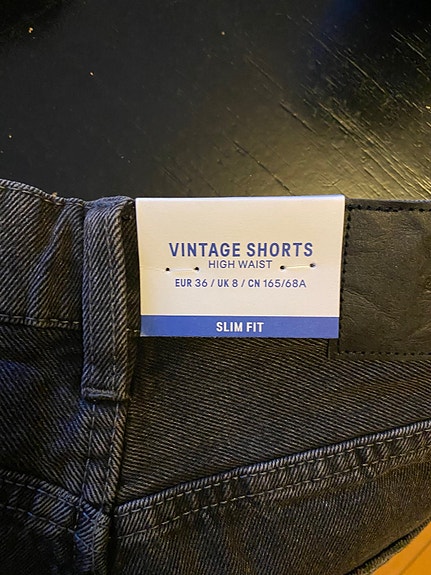 VINTAGE SHORTS
HIGH WAIST
EUR 36 / UK 8 / CN 165/68A
SLIM FIT